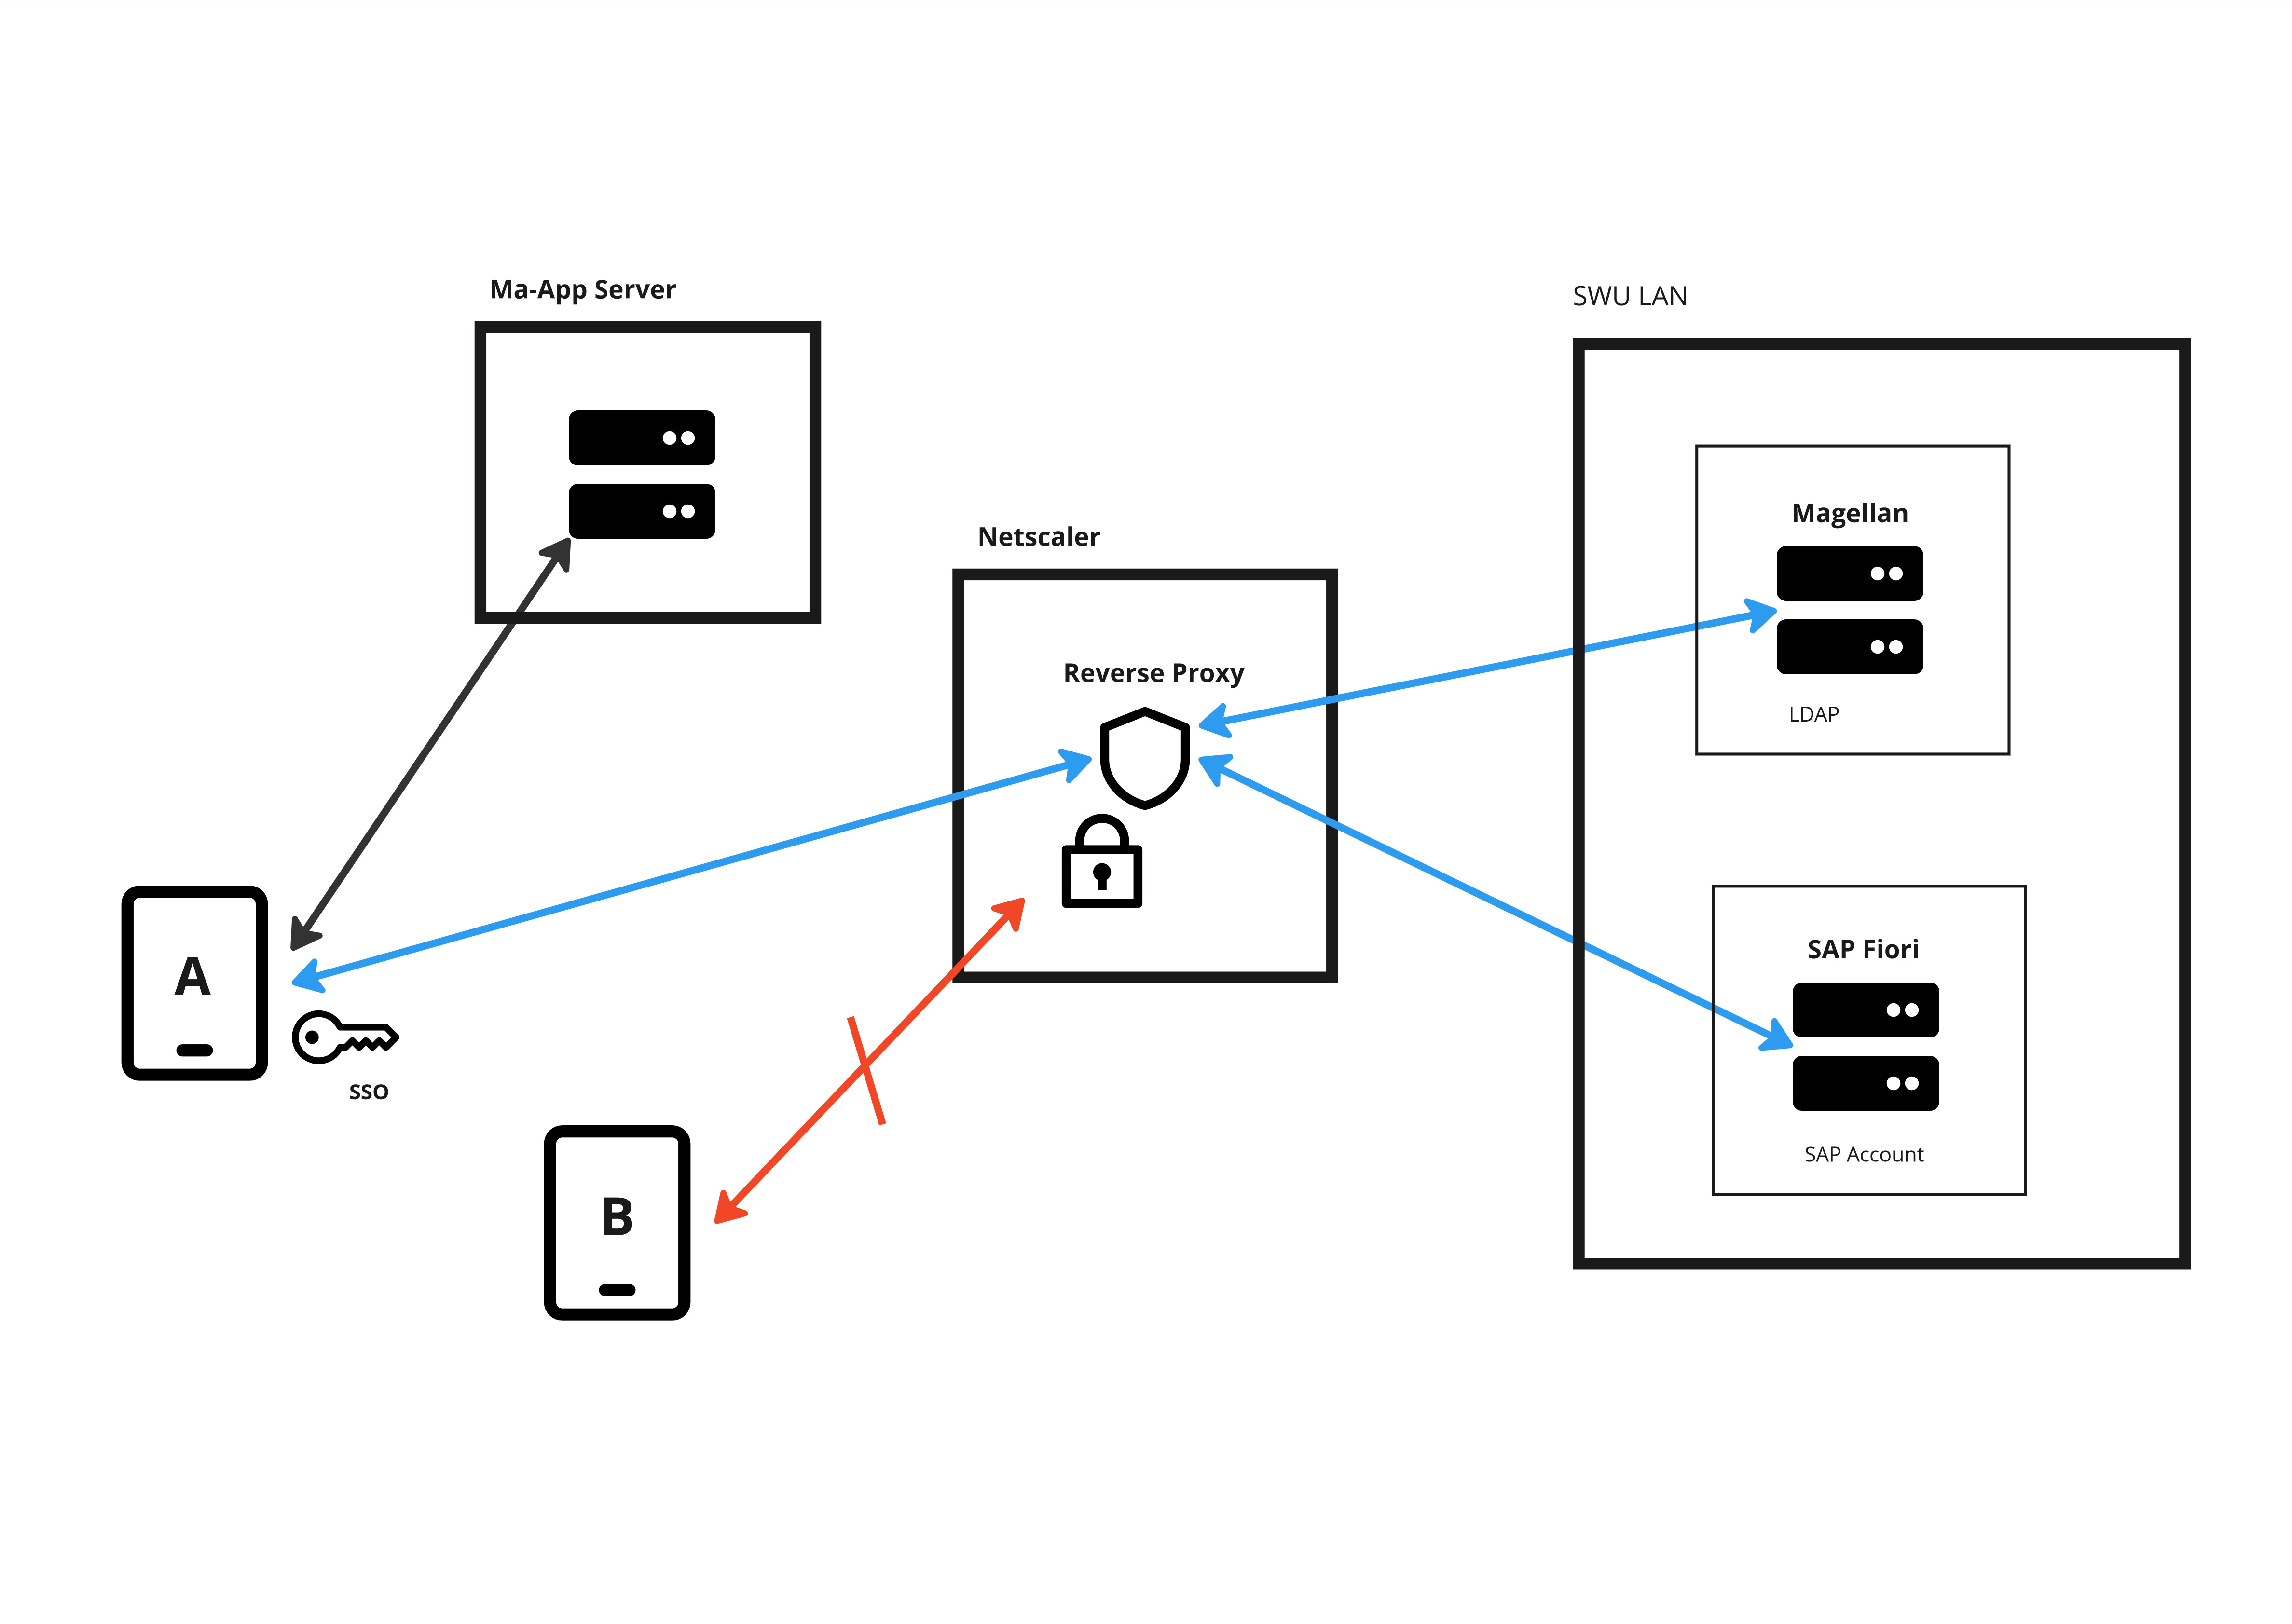 Ma-App Server
SWU LAN
Magellan
Netscaler
Reverse Proxy
LDAP
A
SAP Fiori
SSO
SAP Account
B